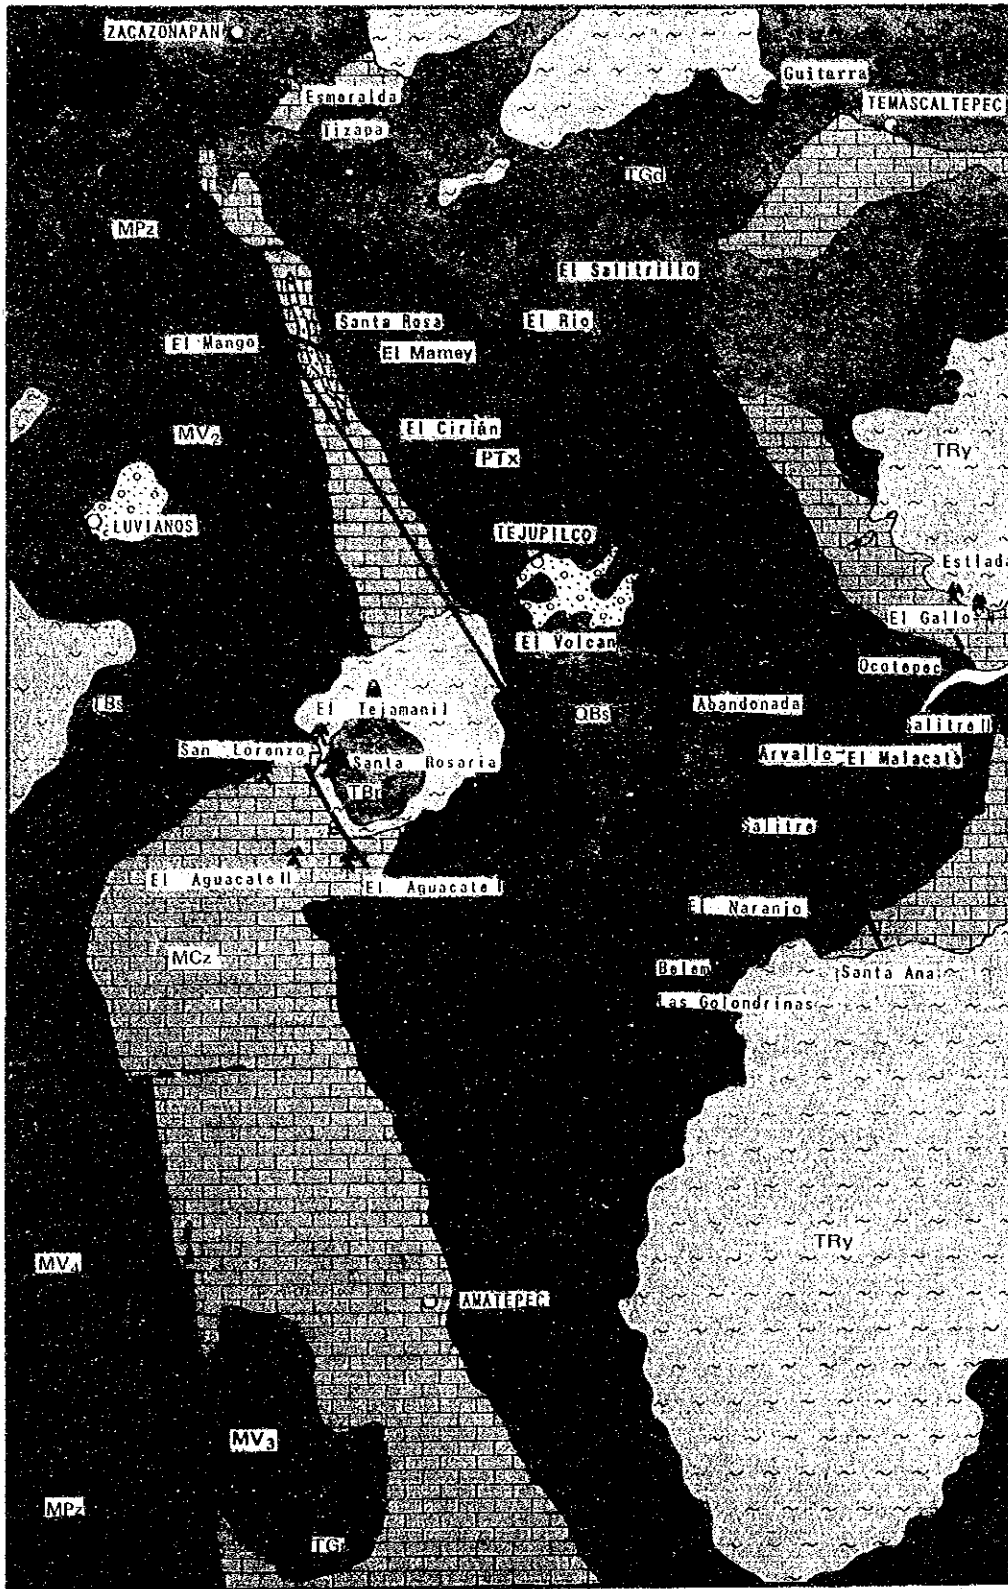 ZACAZONAPAN
Guitarra
Esmeralda
TEMASCALTEPEC
Tizapa
TGd
MPz
El Salitrillo
Santa Rosa
El Rio
El Mango
El Mamey
El Cirián
MV₂
PTx
TRy
LUVIANOS
TEJUPILCO
El Gallo
El Volcan
Ocotepec
TBs
El Tejamanil
QBs
Abandonada
San Lorenzo
Santa Rosaria
Arvallo
El Malacate
Salitre
El Aguacate II
El Aguacate I
El Naranjo
MCz
Belem
Santa Ana
Las Golondrinas
TRy
MV₄
AMATEPEC
MV₃
MPz